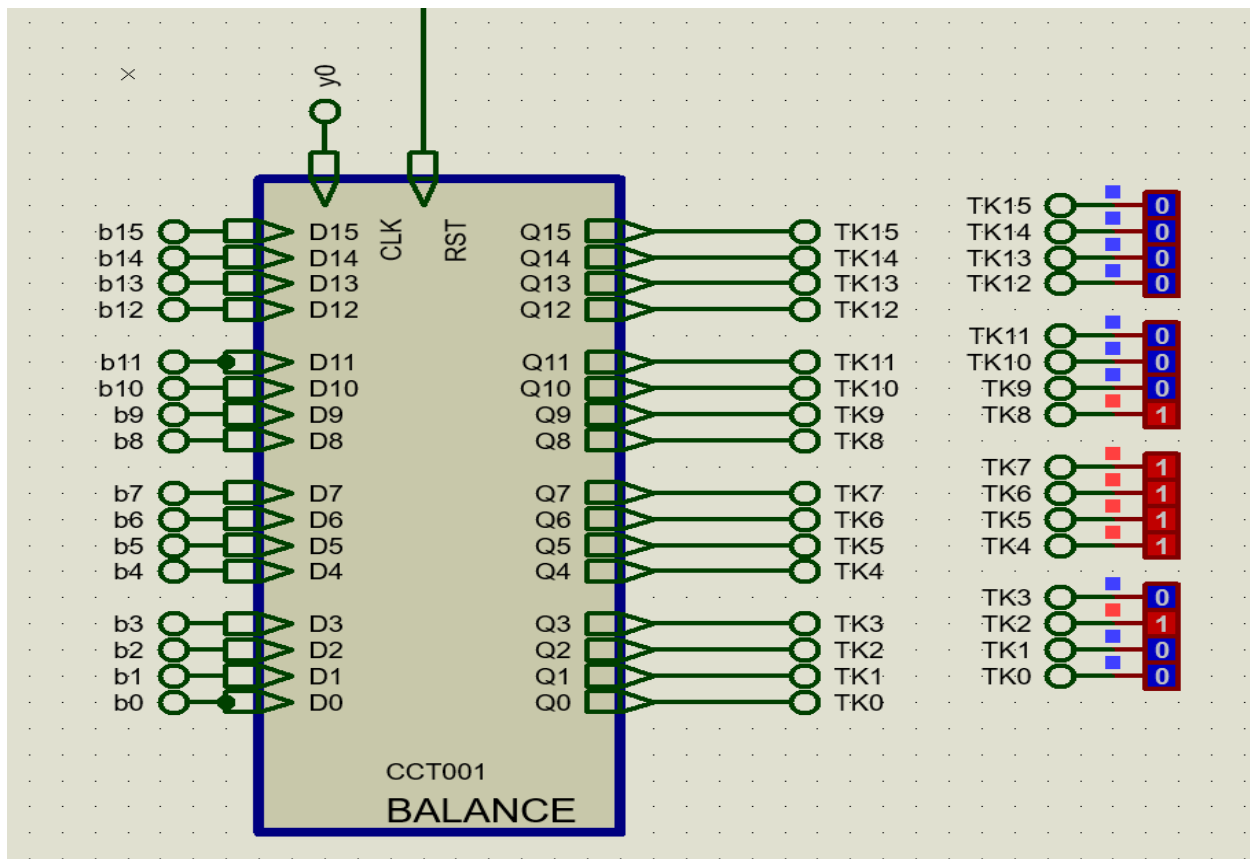 y0
CLK
RST
b15 D15 Q15 TK15
b14 D14 Q14 TK14
b13 D13 Q13 TK13
b12 D12 Q12 TK12
b11 D11 Q11 TK11
b10 D10 Q10 TK10
b9 D9 Q9 TK9
b8 D8 Q8 TK8
b7 D7 Q7 TK7
b6 D6 Q6 TK6
b5 D5 Q5 TK5
b4 D4 Q4 TK4
b3 D3 Q3 TK3
b2 D2 Q2 TK2
b1 D1 Q1 TK1
b0 D0 Q0 TK0
CCT001
BALANCE
TK15 0
TK14 0
TK13 0
TK12 0
TK11 0
TK10 0
TK9 0
TK8 1
TK7 1
TK6 1
TK5 1
TK4 1
TK3 0
TK2 1
TK1 0
TK0 0